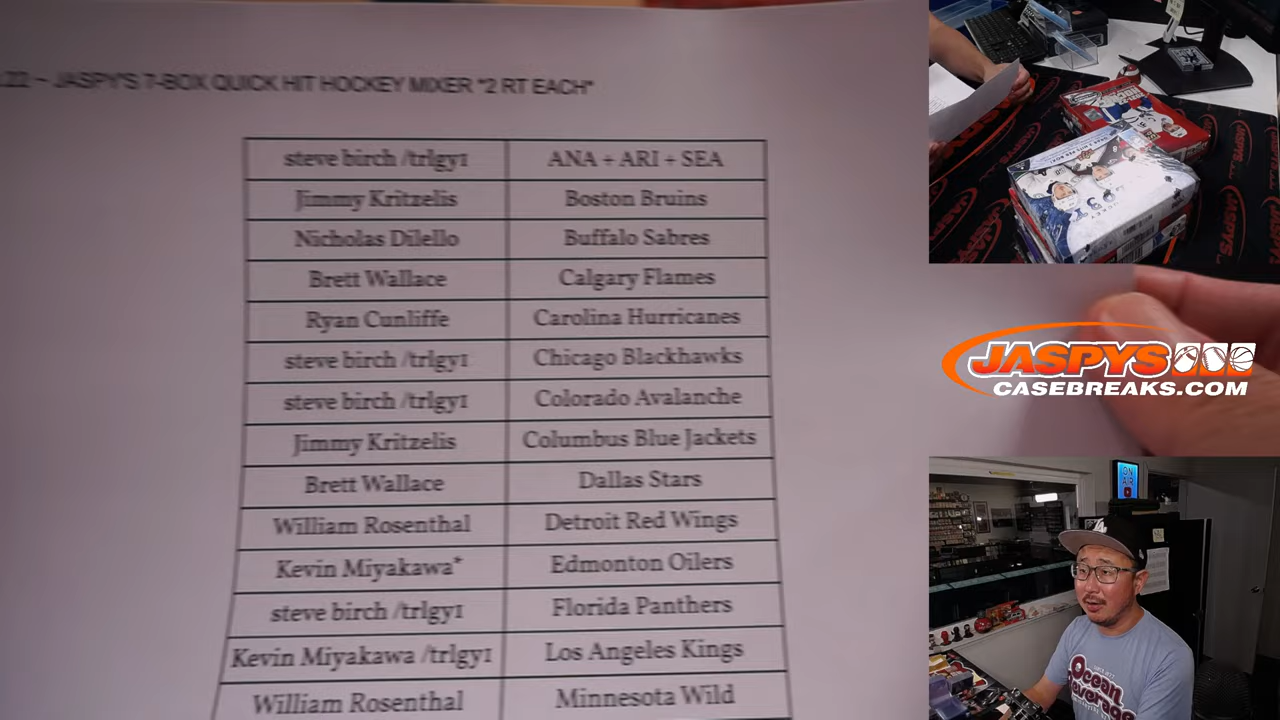 .22 ~ JASPY'S 7-BOX QUICK HIT HOCKEY MIXER "2 RT EACH"
steve birch /trlgy1 ANA + ARI + SEA
Jimmy Kritzelis Boston Bruins
Nicholas Dilello Buffalo Sabres
Brett Wallace Calgary Flames
Ryan Cunliffe Carolina Hurricanes
steve birch /trlgy1 Chicago Blackhawks
steve birch /trlgy1 Colorado Avalanche
Jimmy Kritzelis Columbus Blue Jackets
Brett Wallace Dallas Stars
William Rosenthal Detroit Red Wings
Kevin Miyakawa* Edmonton Oilers
steve birch /trlgy1 Florida Panthers
Kevin Miyakawa /trlgy1 Los Angeles Kings
William Rosenthal Minnesota Wild
JASPYS
CASEBREAKS.COM
ON
AIR
Ocean
Beverage